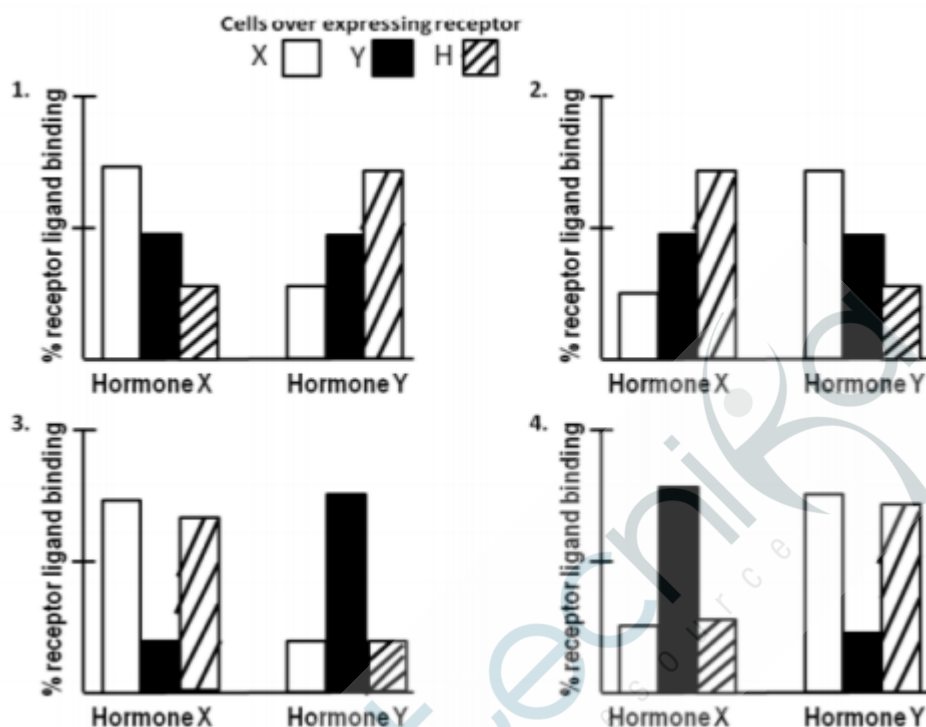 Cells over expressing receptor
X Y H
1. 2.
% receptor ligand binding % receptor ligand binding
Hormone X Hormone Y Hormone X Hormone Y
3. 4.
% receptor ligand binding % receptor ligand binding
Hormone X Hormone Y Hormone X Hormone Y